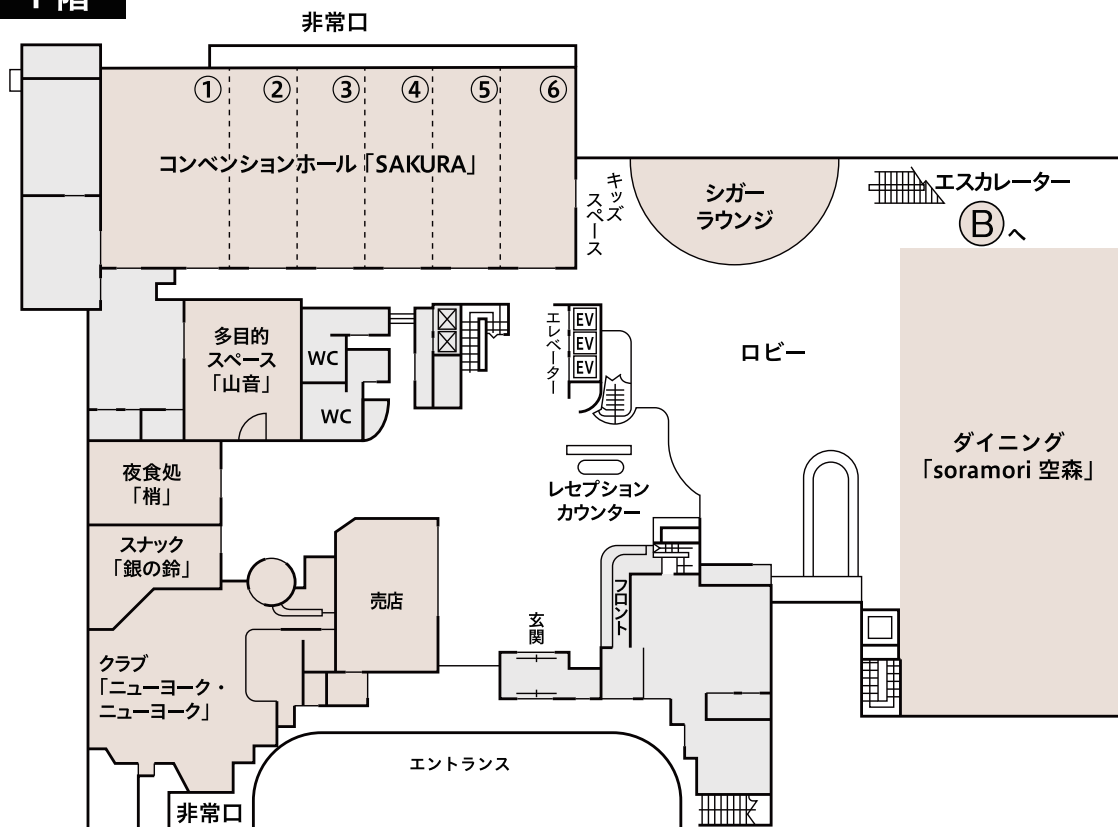 1階
非常口
① ② ③ ④ ⑤ ⑥
コンベンションホール「SAKURA」
キッズ
スペース
シガー
ラウンジ
エスカレーター
Bへ
多目的
スペース
「山音」
WC
WC
エレベーター
EV
EV
EV
ロビー
ダイニング
「soramori 空森」
夜食処
「梢」
レセプション
カウンター
スナック
「銀の鈴」
売店
フロント
玄関
クラブ
「ニューヨーク・
ニューヨーク」
エントランス
非常口